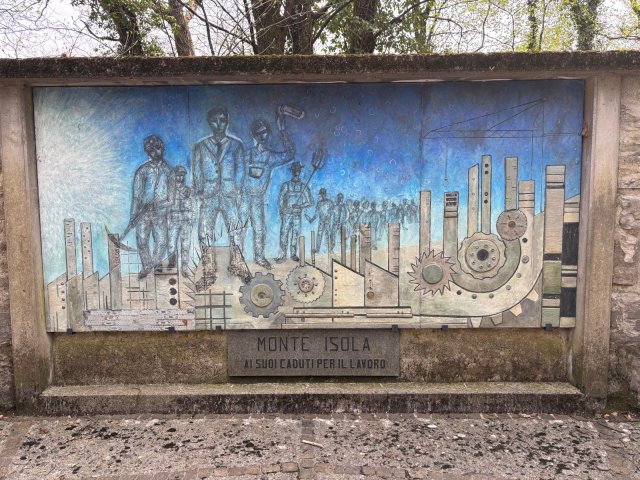 MONTE ISOLA
AI SUOI CADUTI PER IL LAVORO